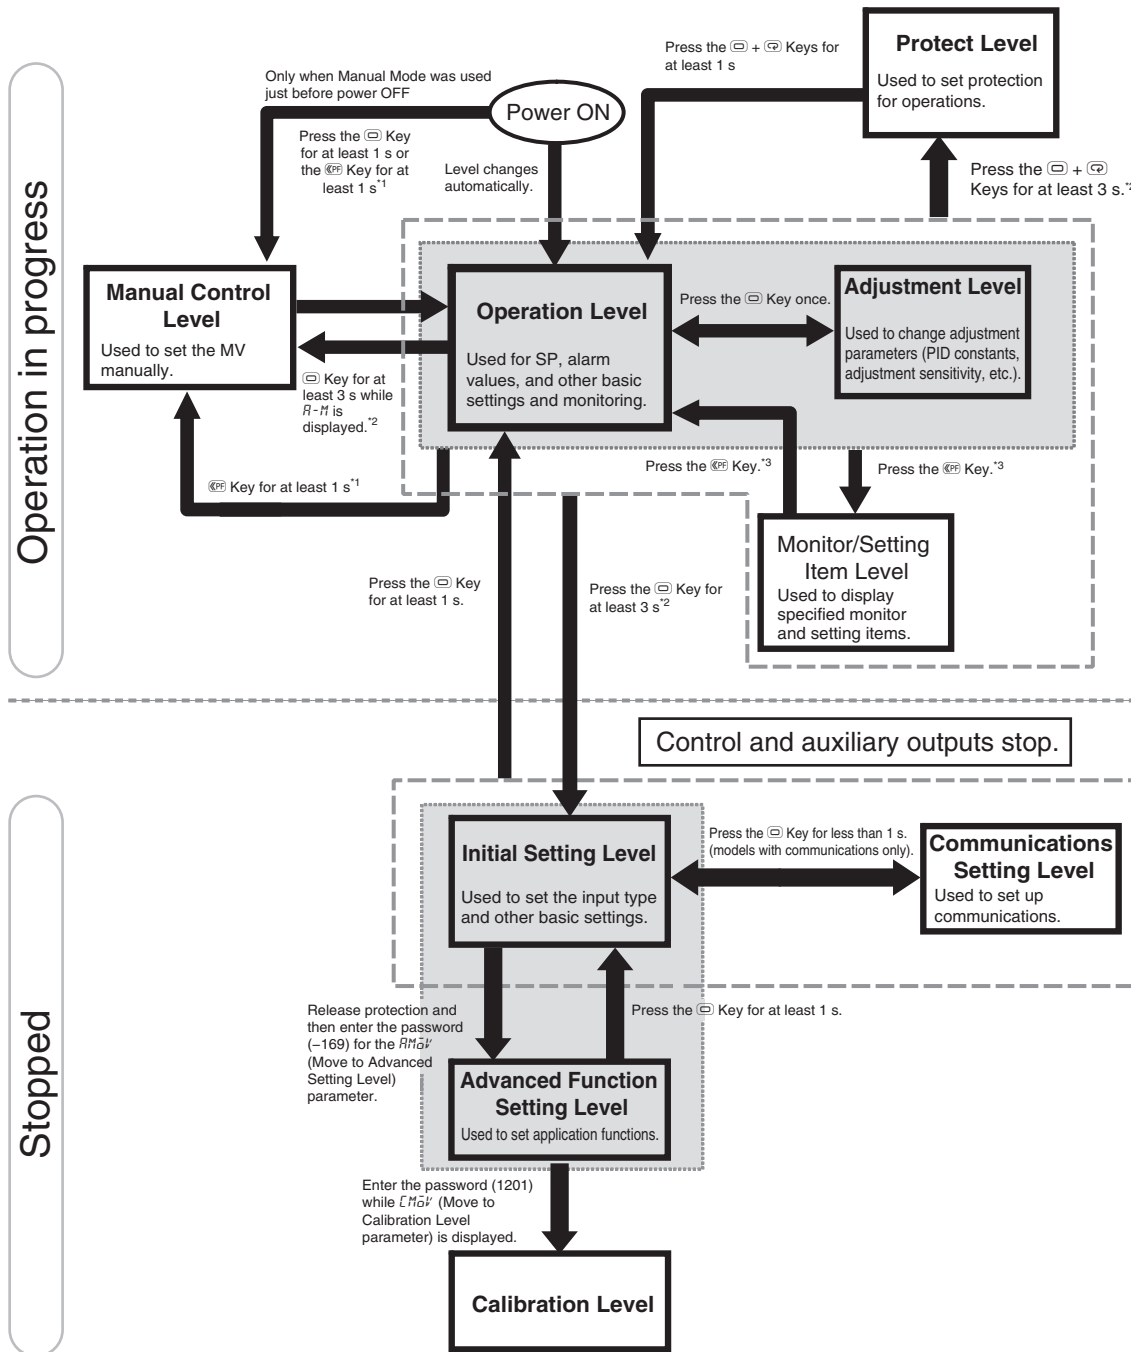 Operation in progress
Only when Manual Mode was used
just before power OFF
Power ON
Press the Key
for at least 1 s or
the PF Key for at
least 1 s*1
Level changes
automatically.
Press the + Keys for
at least 1 s
Protect Level
Used to set protection
for operations.
Press the +
Keys for at least 3 s.*2
Manual Control
Level
Used to set the MV
manually.
Operation Level
Used for SP, alarm
values, and other basic
settings and monitoring.
Press the Key once.
Adjustment Level
Used to change adjustment
parameters (PID constants,
adjustment sensitivity, etc.).
Key for at
least 3 s while
A-M is
displayed.*2
PF Key for at least 1 s*1
Press the PF Key.*3
Press the PF Key.*3
Monitor/Setting
Item Level
Used to display
specified monitor
and setting items.
Press the Key
for at least 1 s.
Press the Key for
at least 3 s*2
Control and auxiliary outputs stop.
Stopped
Initial Setting Level
Used to set the input type
and other basic settings.
Press the Key for less than 1 s.
(models with communications only).
Communications
Setting Level
Used to set up
communications.
Release protection and
then enter the password
(−169) for the AMoV
(Move to Advanced
Setting Level)
parameter.
Press the Key for at least 1 s.
Advanced Function
Setting Level
Used to set application functions.
Enter the password (1201)
while CMoV (Move to
Calibration Level
parameter) is displayed.
Calibration Level